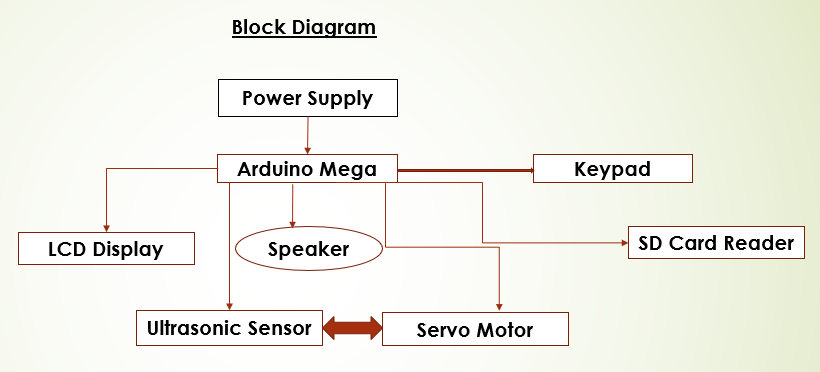 Block Diagram
Power Supply
Arduino Mega
Keypad
LCD Display
Speaker
SD Card Reader
Ultrasonic Sensor
Servo Motor